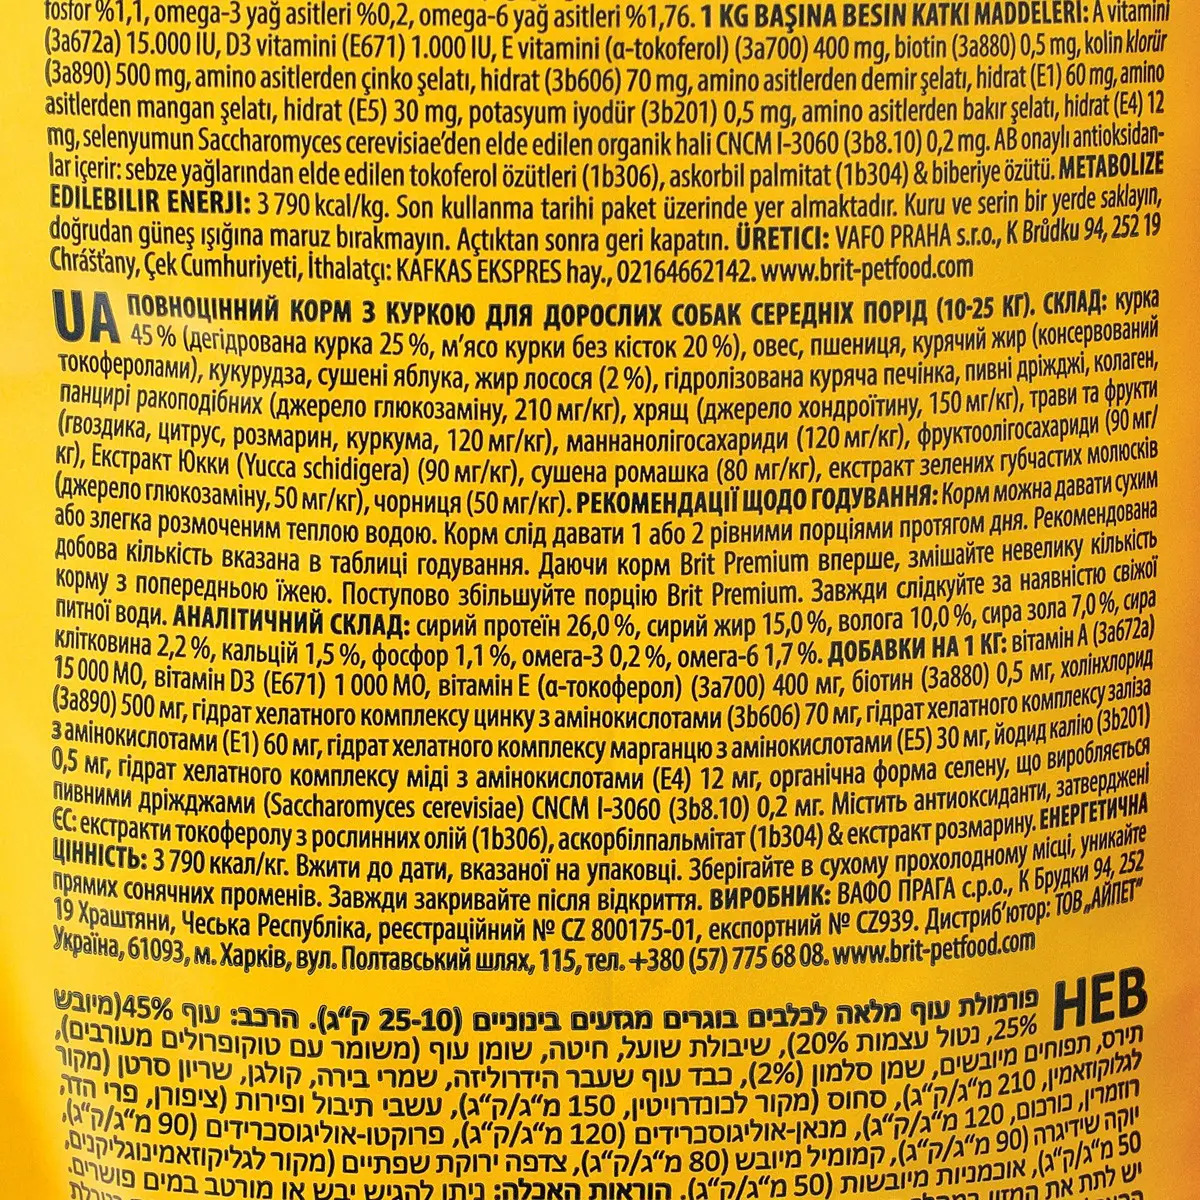 fosfor %1,1, omega-3 yağ asitleri %0,2, omega-6 yağ asitleri %1,76. 1 KG BAŞINA BESIN KATKI MADDELERİ: A vitamini
(3a672a) 15.000 IU, D3 vitamini (E671) 1.000 IU, E vitamini (α-tokoferol) (3a700) 400 mg, biotin (3a880) 0,5 mg, kolin klorür
(3a890) 500 mg, amino asitlerden çinko şelatı, hidrat (3b606) 70 mg, amino asitlerden demir şelatı, hidrat (E1) 60 mg, amino
asitlerden mangan şelatı, hidrat (E5) 30 mg, potasyum iyodür (3b201) 0,5 mg, amino asitlerden bakır şelatı, hidrat (E4) 12
mg, selenyumun Saccharomyces cerevisiae’den elde edilen organik hali CNCM I-3060 (3b8.10) 0,2 mg. AB onaylı antioksidan-
lar içerir: sebze yağlarından elde edilen tokoferol özütleri (1b306), askorbil palmitat (1b304) & biberiye özütü. METABOLIZE
EDILEBILIR ENERJI: 3 790 kcal/kg. Son kullanma tarihi paket üzerinde yer almaktadır. Kuru ve serin bir yerde saklayın,
doğrudan güneş ışığına maruz bırakmayın. Açtıktan sonra geri kapatın. ÜRETICI: VAFO PRAHA s.r.o., K Brůdku 94, 252 19
Chrášťany, Çek Cumhuriyeti, İthalatçı: KAFKAS EKSPRES hay., 02164662142. www.brit-petfood.com
UA ПОВНОЦІННИЙ КОРМ З КУРКОЮ ДЛЯ ДОРОСЛИХ СОБАК СЕРЕДНІХ ПОРІД (10-25 КГ). СКЛАД: курка
45 % (дегідрована курка 25 %, м’ясо курки без кісток 20 %), овес, пшениця, курячий жир (консервований
токоферолами), кукурудза, сушені яблука, жир лосося (2 %), гідролізована куряча печінка, пивні дріжджі, колаген,
панцирі ракоподібних (джерело глюкозаміну, 210 мг/кг), хрящ (джерело хондроїтину, 150 мг/кг), трави та фрукти
(гвоздика, цитрус, розмарин, куркума, 120 мг/кг), маннанолігосахариди (120 мг/кг), фруктоолігосахариди (90 мг/
кг), Екстракт Юкки (Yucca schidigera) (90 мг/кг), сушена ромашка (80 мг/кг), екстракт зелених губчастих молюсків
(джерело глюкозаміну, 50 мг/кг), чорниця (50 мг/кг). РЕКОМЕНДАЦІЇ ЩОДО ГОДУВАННЯ: Корм можна давати сухим
або злегка розмоченим теплою водою. Корм слід давати 1 або 2 рівними порціями протягом дня. Рекомендована
добова кількість вказана в таблиці годування. Даючи корм Brit Premium вперше, змішайте невелику кількість
корму з попередньою їжею. Поступово збільшуйте порцію Brit Premium. Завжди слідкуйте за наявністю свіжої
питної води. АНАЛІТИЧНИЙ СКЛАД: сирий протеїн 26,0 %, сирий жир 15,0 %, волога 10,0 %, сира зола 7,0 %, сира
клітковина 2,2 %, кальцій 1,5 %, фосфор 1,1 %, омега-3 0,2 %, омега-6 1,7 %. ДОБАВКИ НА 1 КГ: вітамін A (3a672a)
15 000 МО, вітамін D3 (E671) 1 000 МО, вітамін E (α-токоферол) (3a700) 400 мг, біотин (3a880) 0,5 мг, холінхлорид
(3a890) 500 мг, гідрат хелатного комплексу цинку з амінокислотами (3b606) 70 мг, гідрат хелатного комплексу заліза
з амінокислотами (E1) 60 мг, гідрат хелатного комплексу марганцю з амінокислотами (E5) 30 мг, йодид калію (3b201)
0,5 мг, гідрат хелатного комплексу міді з амінокислотами (E4) 12 мг, органічна форма селену, що виробляється
пивними дріжджами (Saccharomyces cerevisiae) CNCM I-3060 (3b8.10) 0,2 мг. Містить антиоксиданти, затверджені
ЄС: екстракти токоферолу з рослинних олій (1b306), аскорбілпальмітат (1b304) & екстракт розмарину. ЕНЕРГЕТИЧНА
ЦІННІСТЬ: 3 790 ккал/кг. Вжити до дати, вказаної на упаковці. Зберігайте в сухому прохолодному місці, уникайте
прямих сонячних променів. Завжди закривайте після відкриття. ВИРОБНИК: ВАФО ПРАГА с.р.о., К Брудки 94, 252
19 Храштяни, Чеська Республіка, реєстраційний № CZ 800175-01, експортний № CZ939. Дистриб’ютор: ТОВ „АЙПЕТ”
Україна, 61093, м. Харків, вул. Полтавський шлях, 115, тел. +380 (57) 775 68 08. www.brit-petfood.com
HEB פורמולת עוף מלאה לכלבים בוגרים מגזעים בינוניים (25-10 ק“ג). הרכב: עוף 45%(מיובש
25%, נטול עצמות 20%), שיבולת שועל, חיטה, שומן עוף (משומר עם טוקופרולים מעורבים),
תירס, תפוחים מיובשים, שמן סלמון (2%), כבד עוף שעבר הידרוליזה, שמרי בירה, קולגן, שריון סרטן (מקור
לגלוקוזאמין, 210 מ“ג/ק“ג), סחוס (מקור לכונדרויטין, 150 מ“ג/ק“ג), עשבי תיבול ופירות (ציפורן, פרי הדר,
רוזמרין, כורכום, 120 מ“ג/ק“ג), מנאן-אוליגוסכרידים (120 מ“ג/ק“ג), פרוקטו-אוליגוסכרידים (90 מ“ג/ק“ג),
יוקה שידיגרה (90 מ“ג/ק“ג), קמומיל מיובש (80 מ“ג/ק“ג), צדפה ירוקת שפתיים (מקור לגליקוזאמינוגליקנים,
50 מ“ג/ק“ג), אוכמניות מיובשות (50 מ“ג/ק“ג). הוראות האכלה: ניתן להגיש יבש או מורטב במים פושרים.
יש לתת את המזון